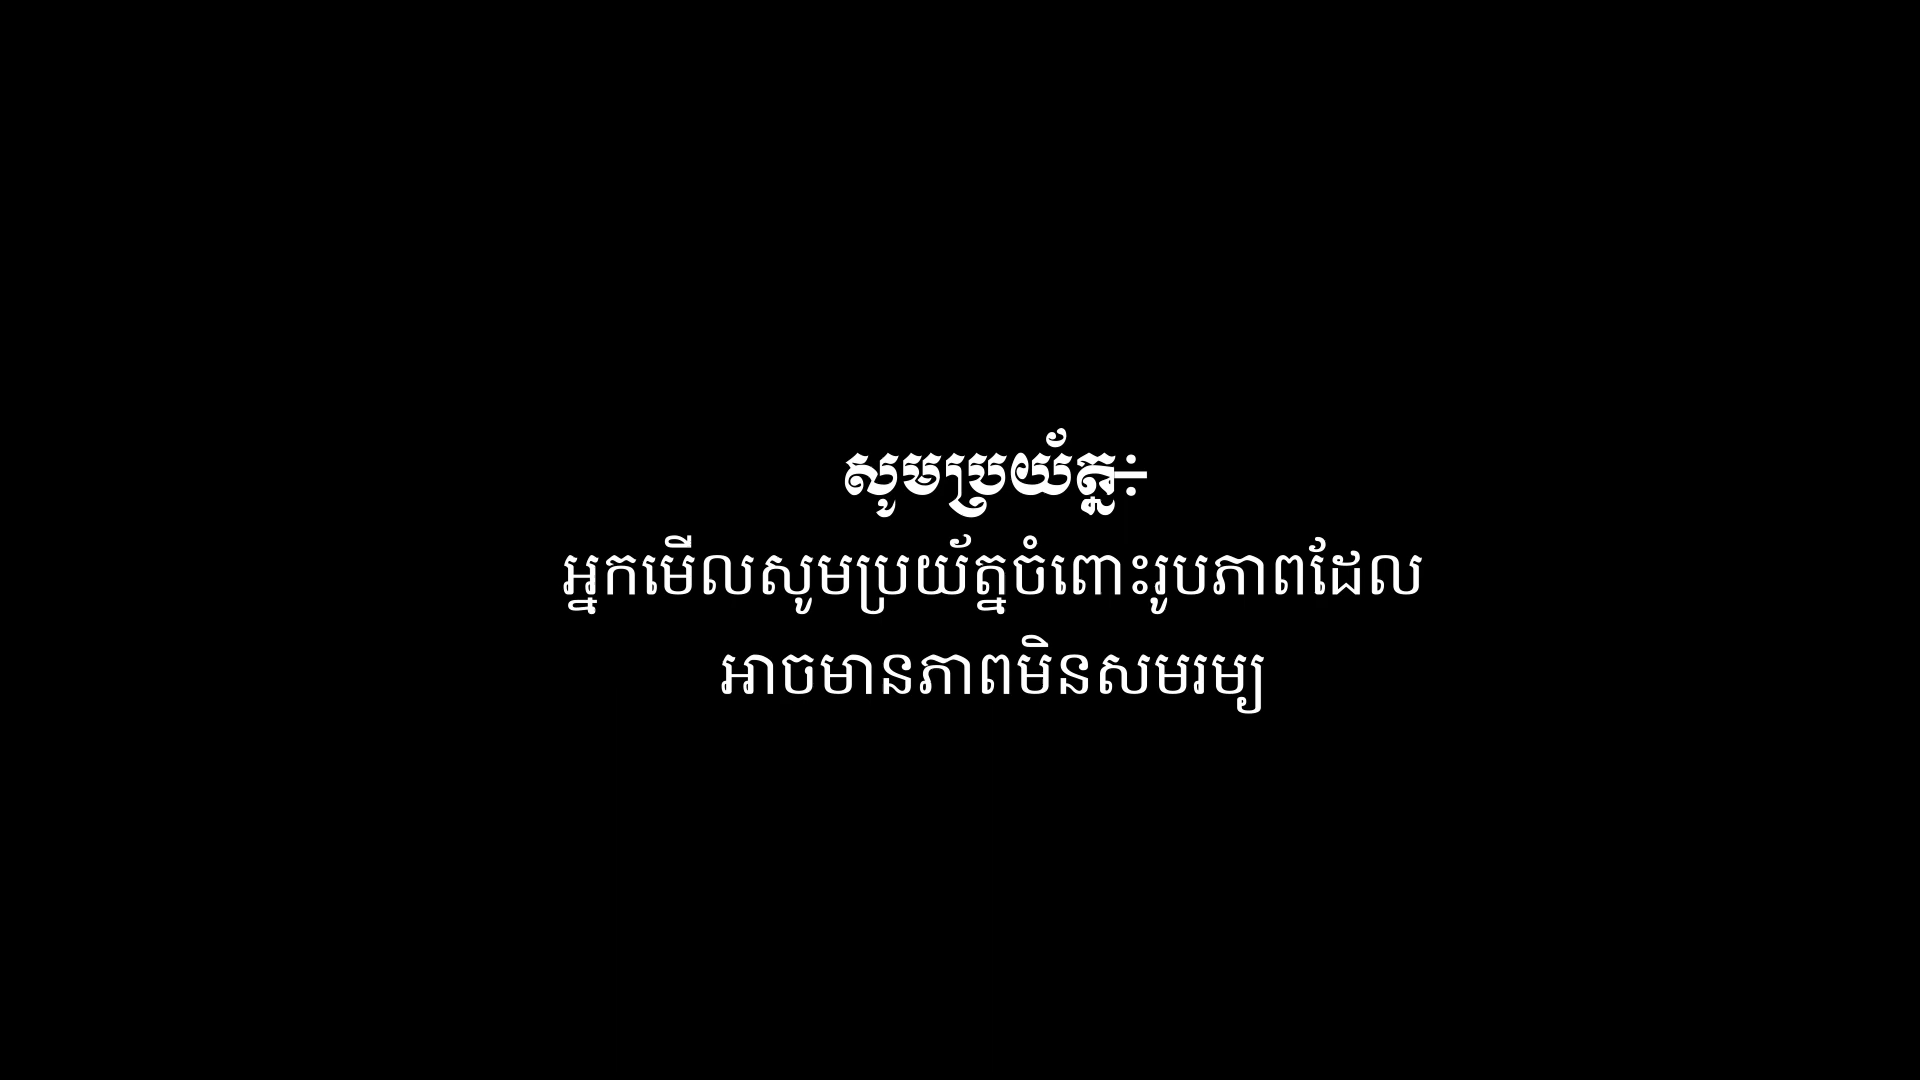 សូមប្រយ័ត្ន÷
អ្នកមើលសូមប្រយ័ត្នចំពោះរូបភាពដែល
អាចមានភាពមិនសមរម្យ